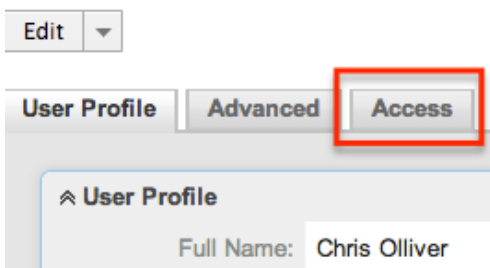 Edit
User Profile Advanced Access
User Profile
Full Name: Chris Olliver